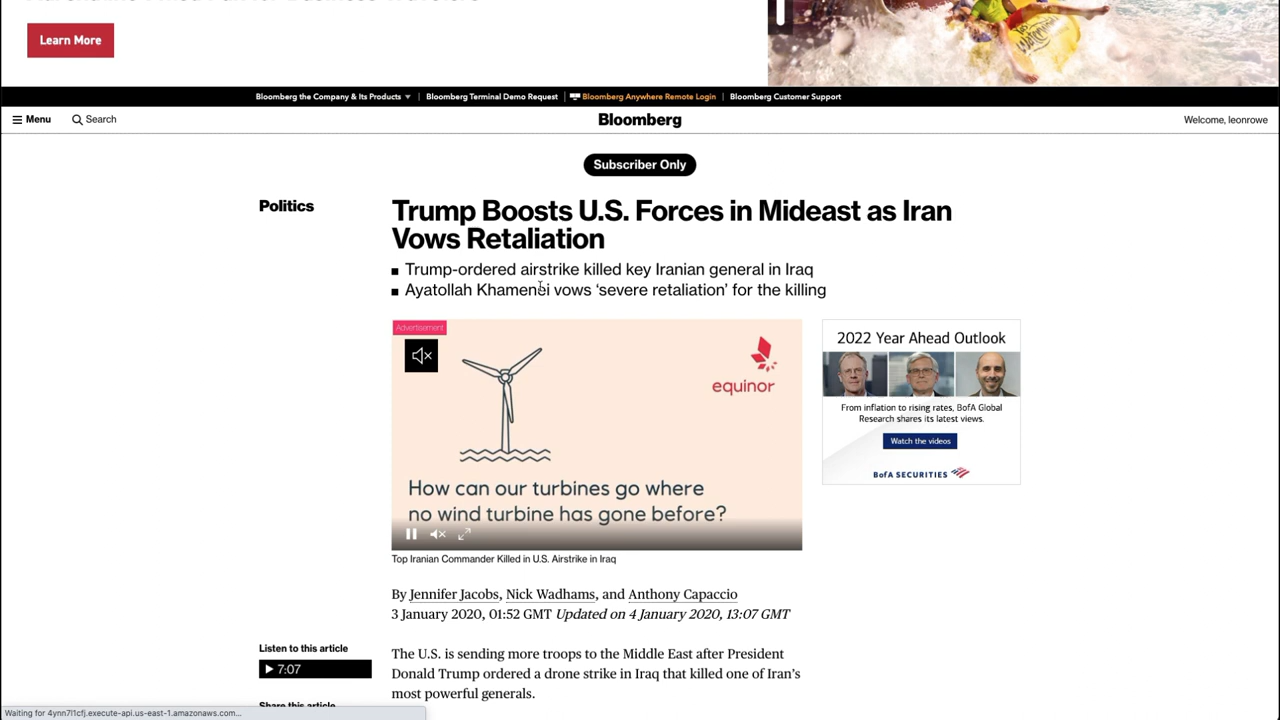 Learn More
Bloomberg the Company & Its Products ▼ | Bloomberg Terminal Demo Request | Bloomberg Anywhere Remote Login | Bloomberg Customer Support
Menu Search Bloomberg Welcome, leonrowe
Subscriber Only
Politics
Trump Boosts U.S. Forces in Mideast as Iran
Vows Retaliation
■ Trump-ordered airstrike killed key Iranian general in Iraq
■ Ayatollah Khamenei vows ‘severe retaliation’ for the killing
Advertisement
equinor
How can our turbines go where
no wind turbine has gone before?
2022 Year Ahead Outlook
From inflation to rising rates, BofA Global
Research shares its latest views.
Watch the videos
BofA SECURITIES
Top Iranian Commander Killed in U.S. Airstrike in Iraq
By Jennifer Jacobs, Nick Wadhams, and Anthony Capaccio
3 January 2020, 01:52 GMT Updated on 4 January 2020, 13:07 GMT
Listen to this article
7:07
Share this article
The U.S. is sending more troops to the Middle East after President
Donald Trump ordered a drone strike in Iraq that killed one of Iran’s
most powerful generals.
Waiting for 4ynn7l1cfj.execute-api.us-east-1.amazonaws.com...